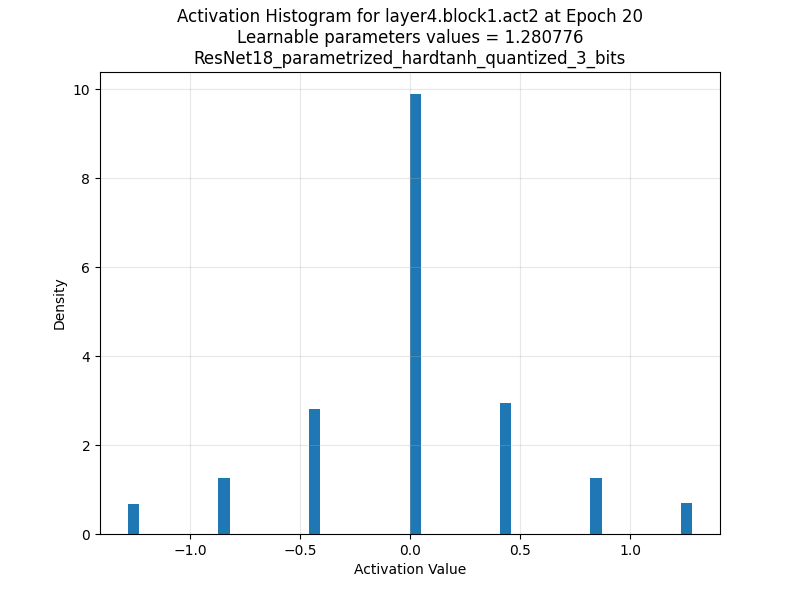 Activation Histogram for layer4.block1.act2 at Epoch 20
Learnable parameters values = 1.280776
ResNet18_parametrized_hardtanh_quantized_3_bits
10
8
6
4
2
0
Density
−1.0
−0.5
0.0
0.5
1.0
Activation Value